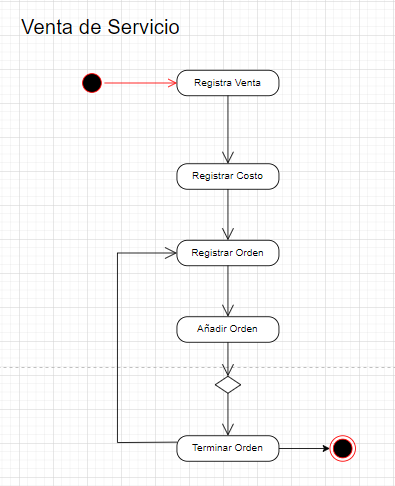 Venta de Servicio
Registra Venta
Registrar Costo
Registrar Orden
Añadir Orden
Terminar Orden